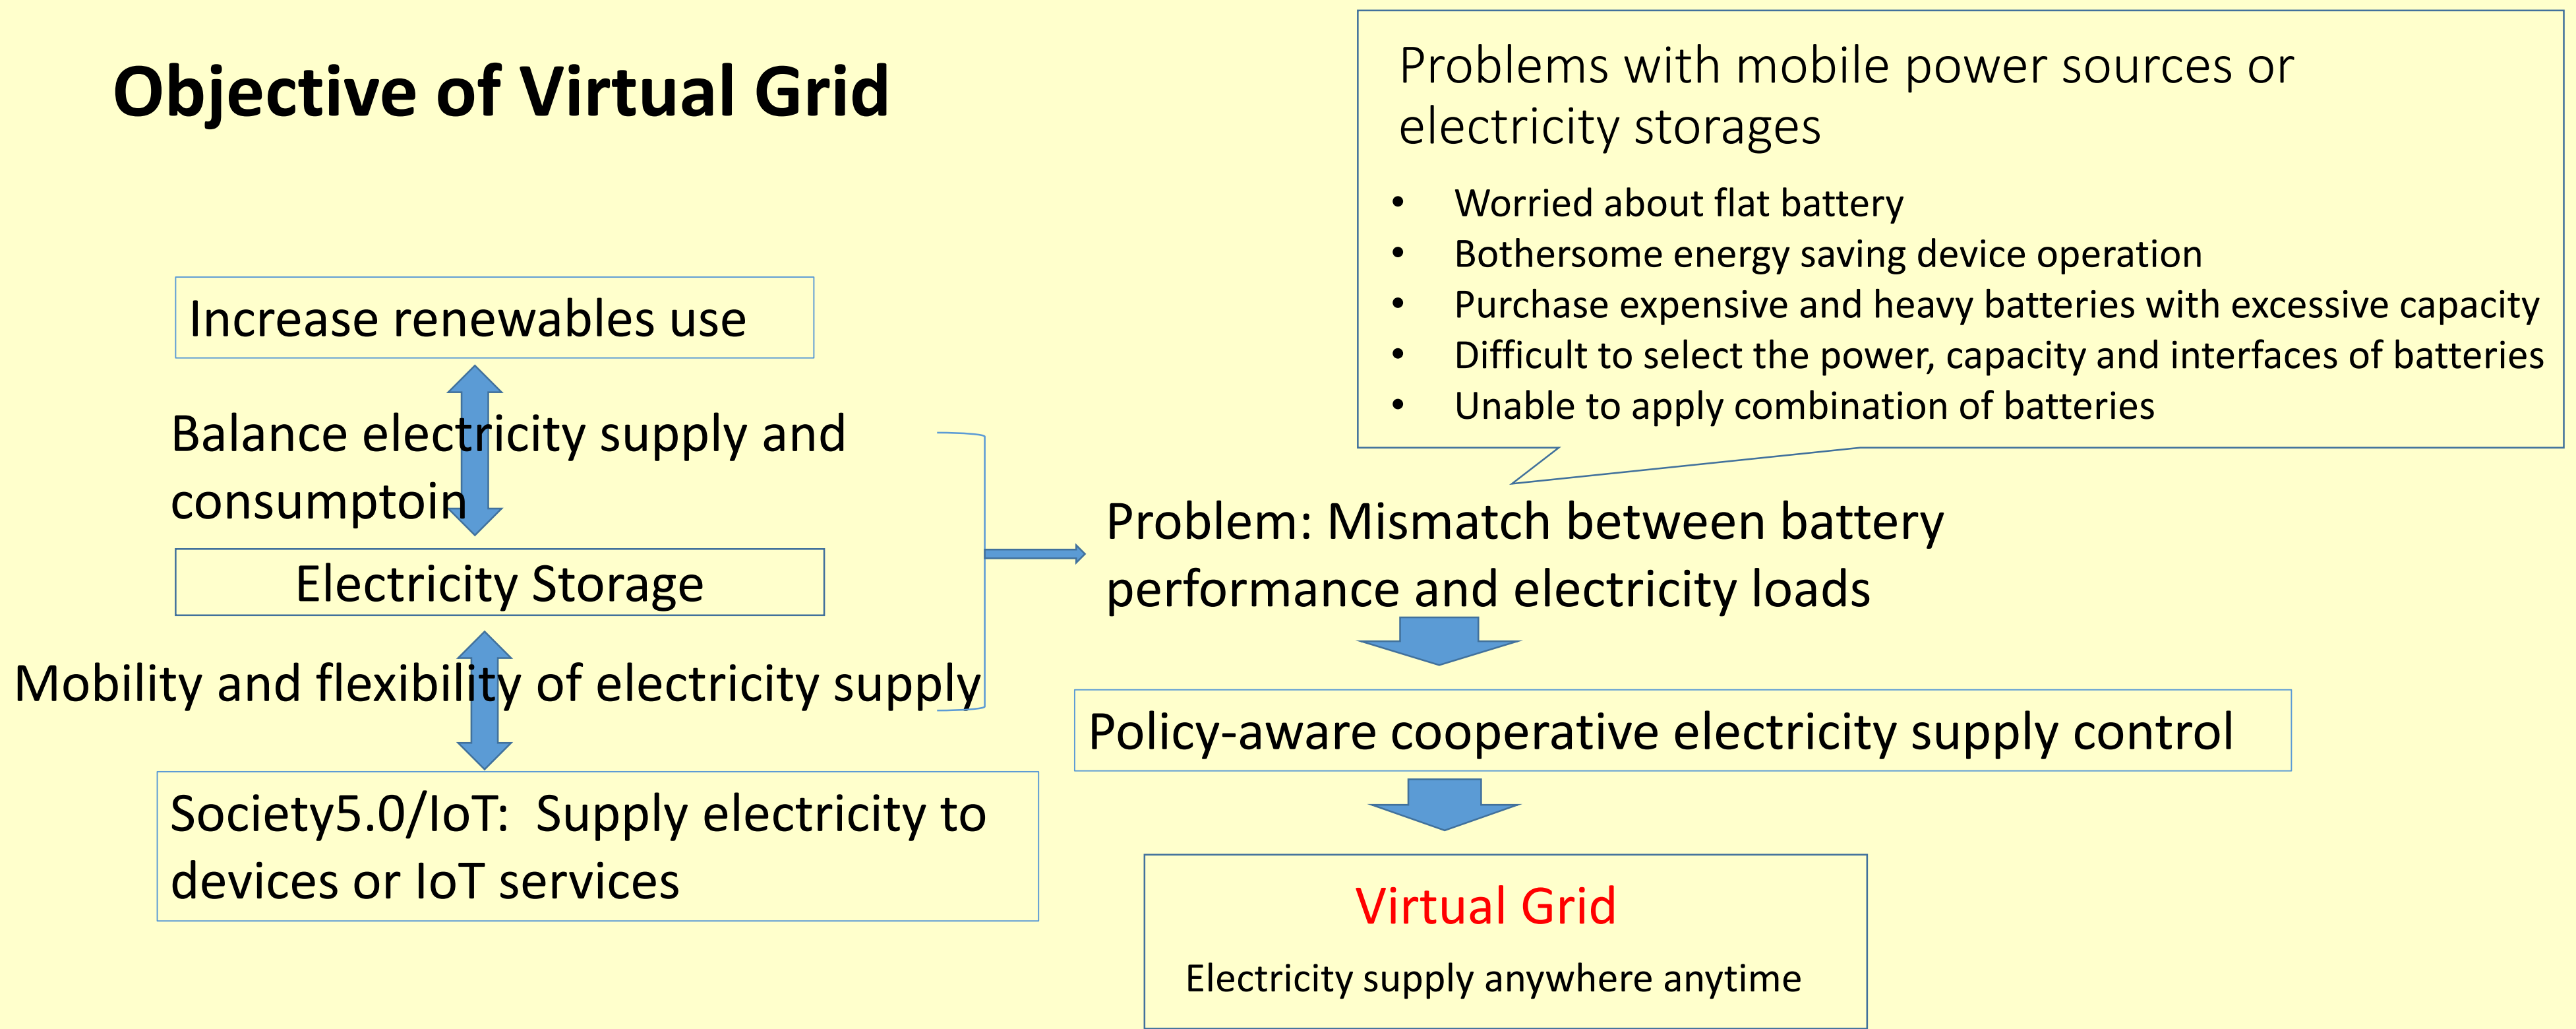 Objective of Virtual Grid
Increase renewables use
Balance electricity supply and
consumptoin
Electricity Storage
Mobility and flexibility of electricity supply
Society5.0/IoT:  Supply electricity to
devices or IoT services
Problems with mobile power sources or
electricity storages
• Worried about flat battery
• Bothersome energy saving device operation
• Purchase expensive and heavy batteries with excessive capacity
• Difficult to select the power, capacity and interfaces of batteries
• Unable to apply combination of batteries
Problem: Mismatch between battery
performance and electricity loads
Policy-aware cooperative electricity supply control
Virtual Grid
Electricity supply anywhere anytime